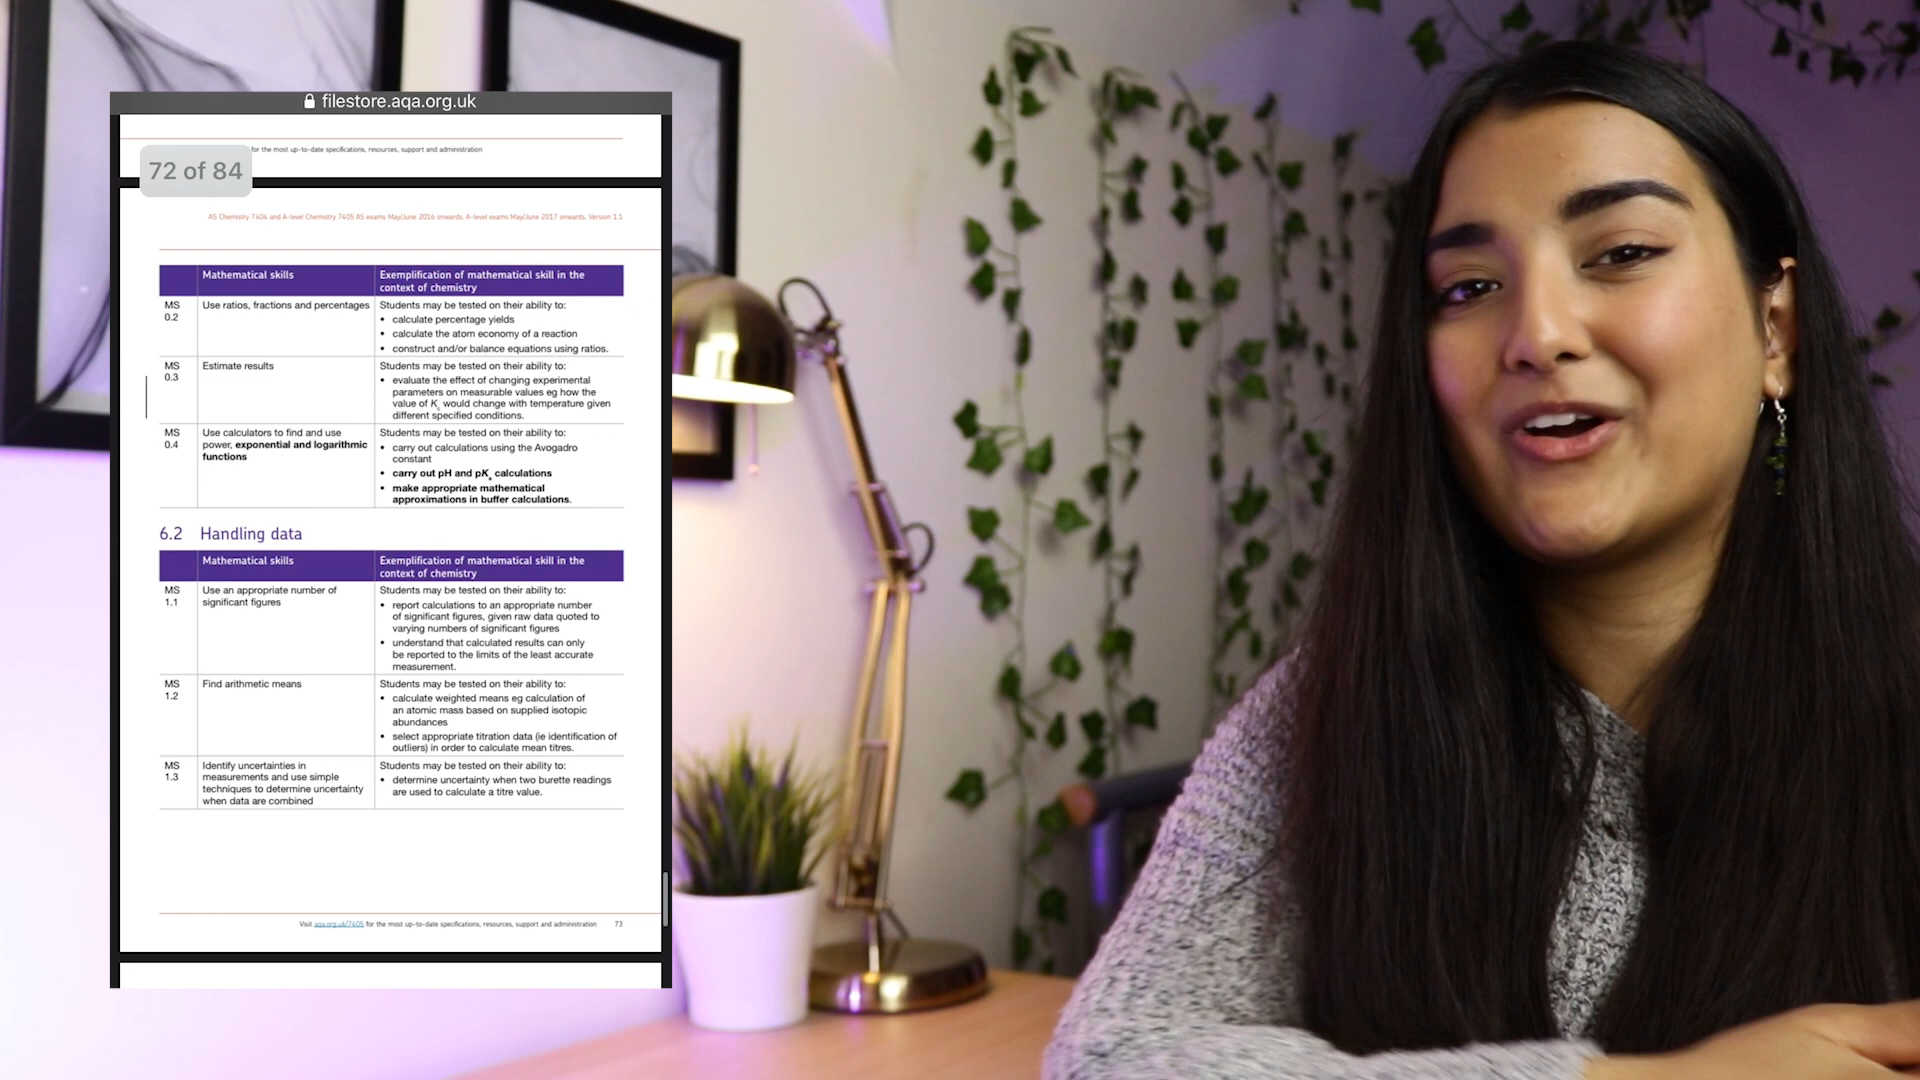 filestore.aqa.org.uk
for the most up-to-date specifications, resources, support and administration
72 of 84
AS Chemistry 7404 and A-level Chemistry 7405 AS exams May/June 2016 onwards. A-level exams May/June 2017 onwards. Version 1.1
Mathematical skills
Exemplification of mathematical skill in the
context of chemistry
MS
0.2
Use ratios, fractions and percentages
Students may be tested on their ability to:
• calculate percentage yields
• calculate the atom economy of a reaction
• construct and/or balance equations using ratios.
MS
0.3
Estimate results
Students may be tested on their ability to:
• evaluate the effect of changing experimental
parameters on measurable values eg how the
value of Kc would change with temperature given
different specified conditions.
MS
0.4
Use calculators to find and use
power, exponential and logarithmic
functions
Students may be tested on their ability to:
• carry out calculations using the Avogadro
constant
• carry out pH and pKa calculations
• make appropriate mathematical
approximations in buffer calculations.
6.2 Handling data
Mathematical skills
Exemplification of mathematical skill in the
context of chemistry
MS
1.1
Use an appropriate number of
significant figures
Students may be tested on their ability to:
• report calculations to an appropriate number
of significant figures, given raw data quoted to
varying numbers of significant figures
• understand that calculated results can only
be reported to the limits of the least accurate
measurement.
MS
1.2
Find arithmetic means
Students may be tested on their ability to:
• calculate weighted means eg calculation of
an atomic mass based on supplied isotopic
abundances
• select appropriate titration data (ie identification of
outliers) in order to calculate mean titres.
MS
1.3
Identify uncertainties in
measurements and use simple
techniques to determine uncertainty
when data are combined
Students may be tested on their ability to:
• determine uncertainty when two burette readings
are used to calculate a titre value.
Visit aqa.org.uk/7405 for the most up-to-date specifications, resources, support and administration 73